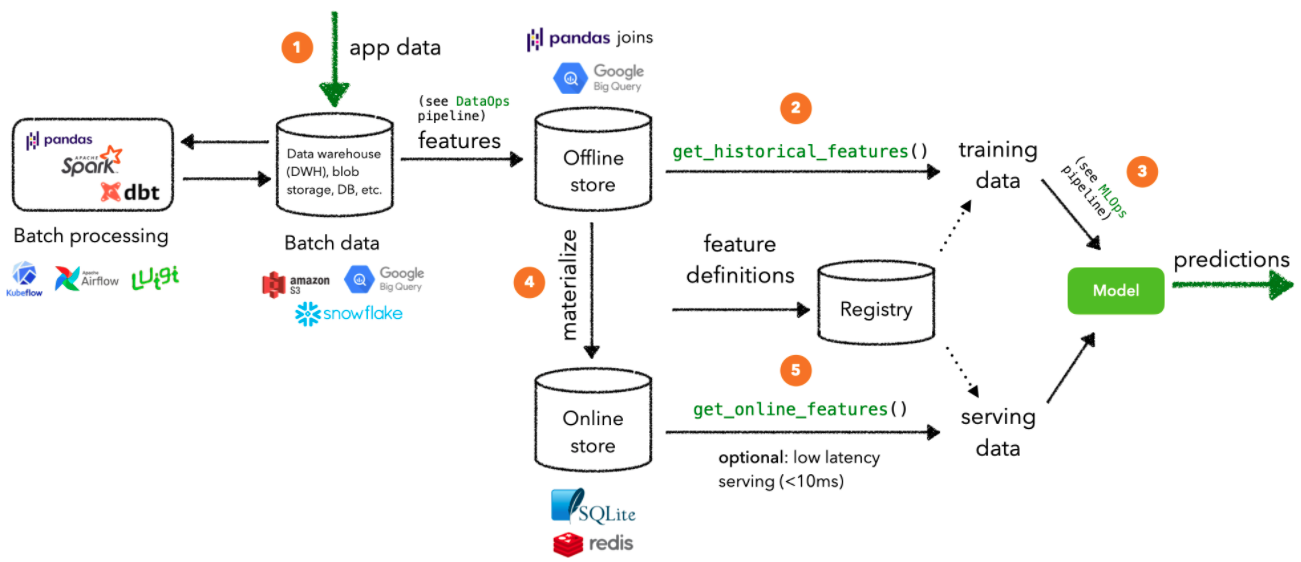 1
app data
pandas
APACHE
Spark
dbt
Batch processing
Kubeflow
Apache
Airflow
Luigi
Data warehouse
(DWH), blob
storage, DB, etc.
Batch data
amazon
S3
Google
Big Query
snowflake
(see DataOps
pipeline)
features
pandas joins
Google
Big Query
Offline
store
2
get_historical_features()
training
data
(see MLOps
pipeline)
3
4
materialize
feature
definitions
Registry
Model
predictions
Online
store
5
get_online_features()
optional: low latency
serving (<10ms)
serving
data
SQLite
redis